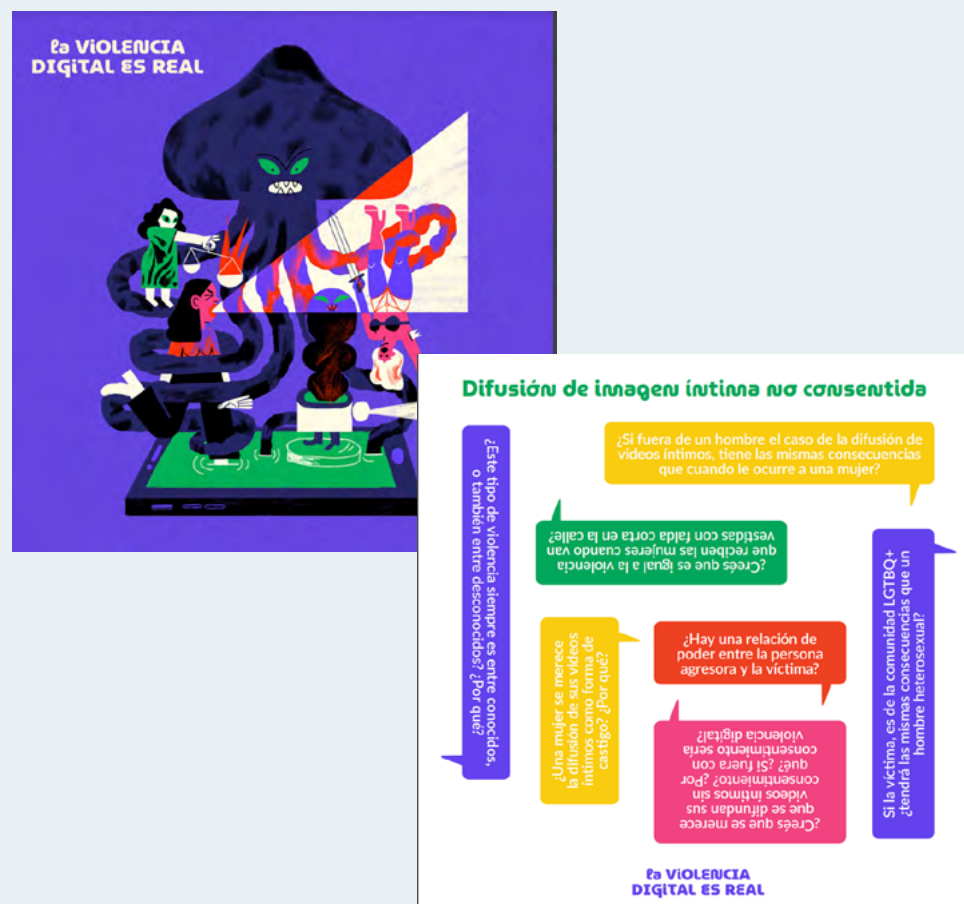 la VIOLENCIA
DIGITAL ES REAL
Difusión de imagen íntima no consentida
¿Este tipo de violencia siempre es entre conocidos,
o también entre desconocidos? ¿Por qué?
¿Si fuera de un hombre el caso de la difusión de
videos íntimos, tiene las mismas consecuencias
que cuando le ocurre a una mujer?
¿Creés que es igual a la violencia
que reciben las mujeres cuando van
vestidas con falda corta en la calle?
¿Una mujer se merece
la difusión de sus videos
íntimos como forma de
castigo? ¿Por qué?
¿Hay una relación de
poder entre la persona
agresora y la víctima?
¿Creés que se merece
que se difundan sus
videos íntimos sin
consentimiento? ¿Por
qué? ¿Si fuera con
consentimiento sería
violencia digital?
Si la víctima, es de la comunidad LGTBQ+
¿tendrá las mismas consecuencias que un
hombre heterosexual?
la VIOLENCIA
DIGITAL ES REAL